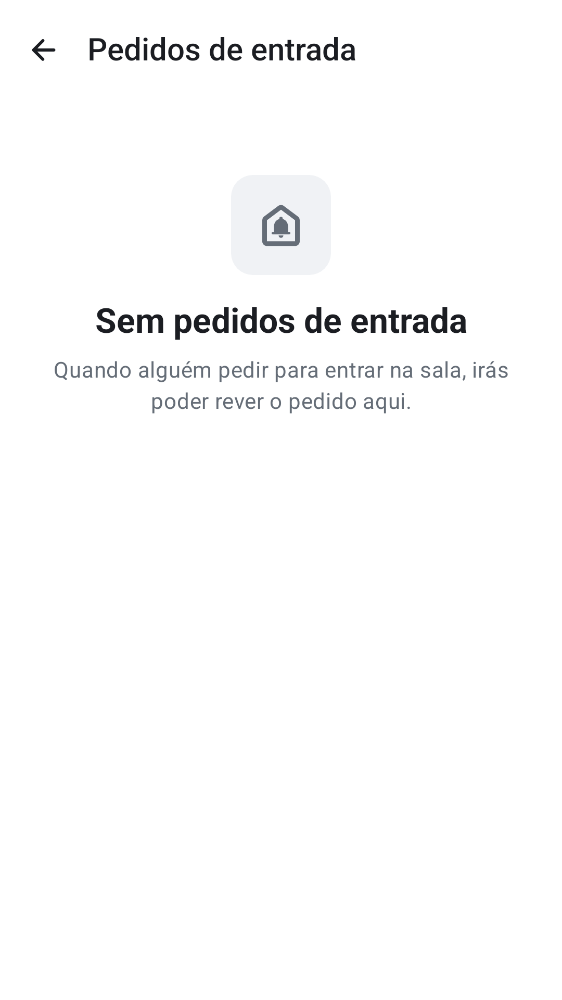 Pedidos de entrada
Sem pedidos de entrada
Quando alguém pedir para entrar na sala, irás
poder rever o pedido aqui.